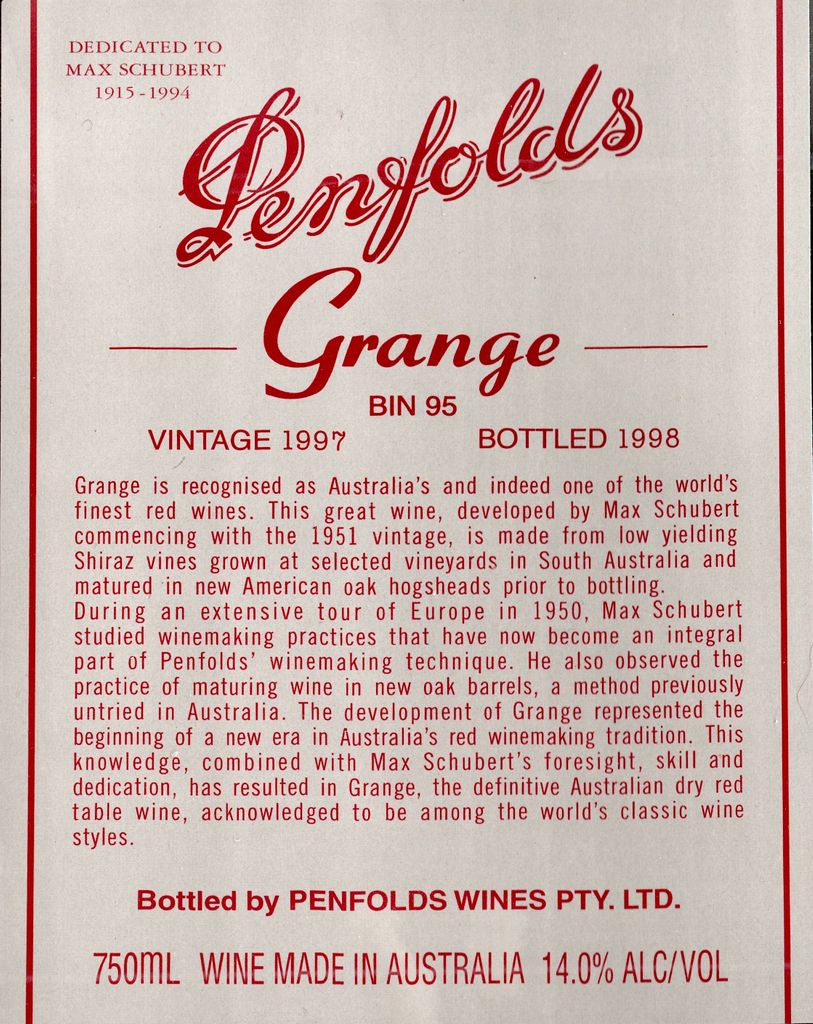 DEDICATED TO
MAX SCHUBERT
1915 - 1994
Penfolds
Grange
BIN 95
VINTAGE 1997 BOTTLED 1998
Grange is recognised as Australia's and indeed one of the world's
finest red wines. This great wine, developed by Max Schubert
commencing with the 1951 vintage, is made from low yielding
Shiraz vines grown at selected vineyards in South Australia and
matured in new American oak hogsheads prior to bottling.
During an extensive tour of Europe in 1950, Max Schubert
studied winemaking practices that have now become an integral
part of Penfolds' winemaking technique. He also observed the
practice of maturing wine in new oak barrels, a method previously
untried in Australia. The development of Grange represented the
beginning of a new era in Australia's red winemaking tradition. This
knowledge, combined with Max Schubert's foresight, skill and
dedication, has resulted in Grange, the definitive Australian dry red
table wine, acknowledged to be among the world's classic wine
styles.
Bottled by PENFOLDS WINES PTY. LTD.
750mL WINE MADE IN AUSTRALIA 14.0% ALC/VOL